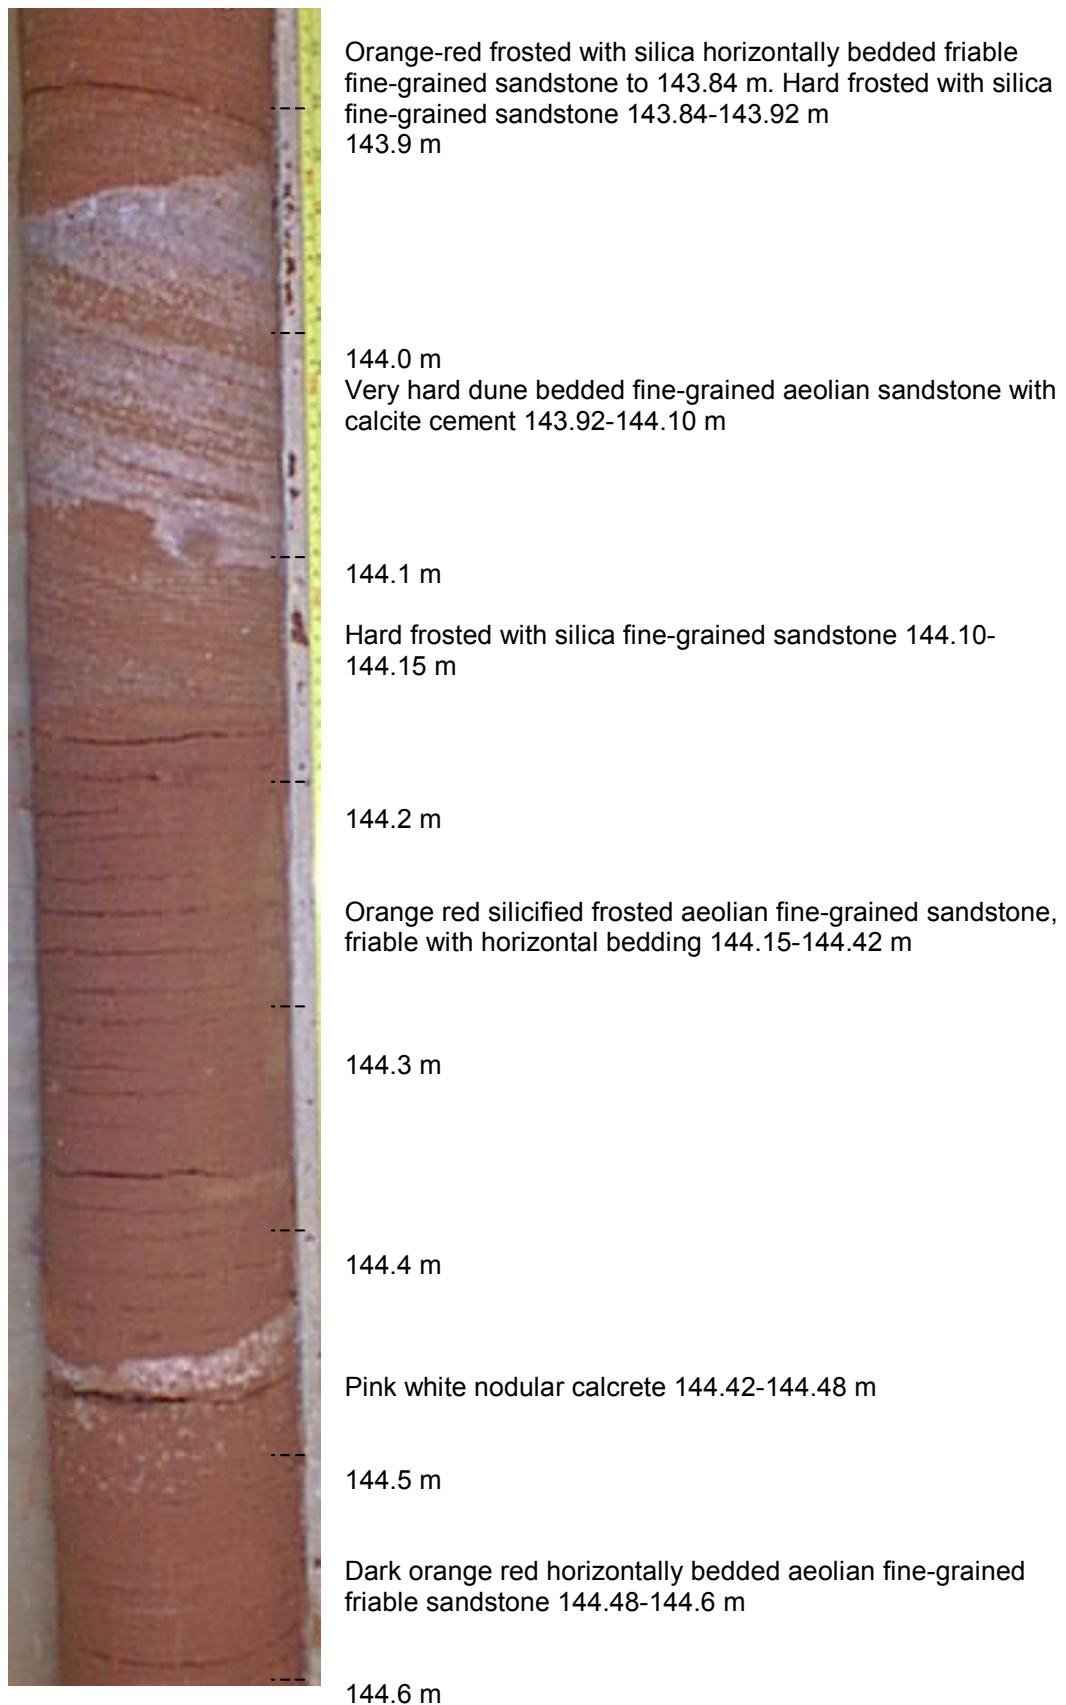 Orange-red frosted with silica horizontally bedded friable
fine-grained sandstone to 143.84 m. Hard frosted with silica
fine-grained sandstone 143.84-143.92 m
143.9 m
144.0 m
Very hard dune bedded fine-grained aeolian sandstone with
calcite cement 143.92-144.10 m
144.1 m
Hard frosted with silica fine-grained sandstone 144.10-
144.15 m
144.2 m
Orange red silicified frosted aeolian fine-grained sandstone,
friable with horizontal bedding 144.15-144.42 m
144.3 m
144.4 m
Pink white nodular calcrete 144.42-144.48 m
144.5 m
Dark orange red horizontally bedded aeolian fine-grained
friable sandstone 144.48-144.6 m
144.6 m